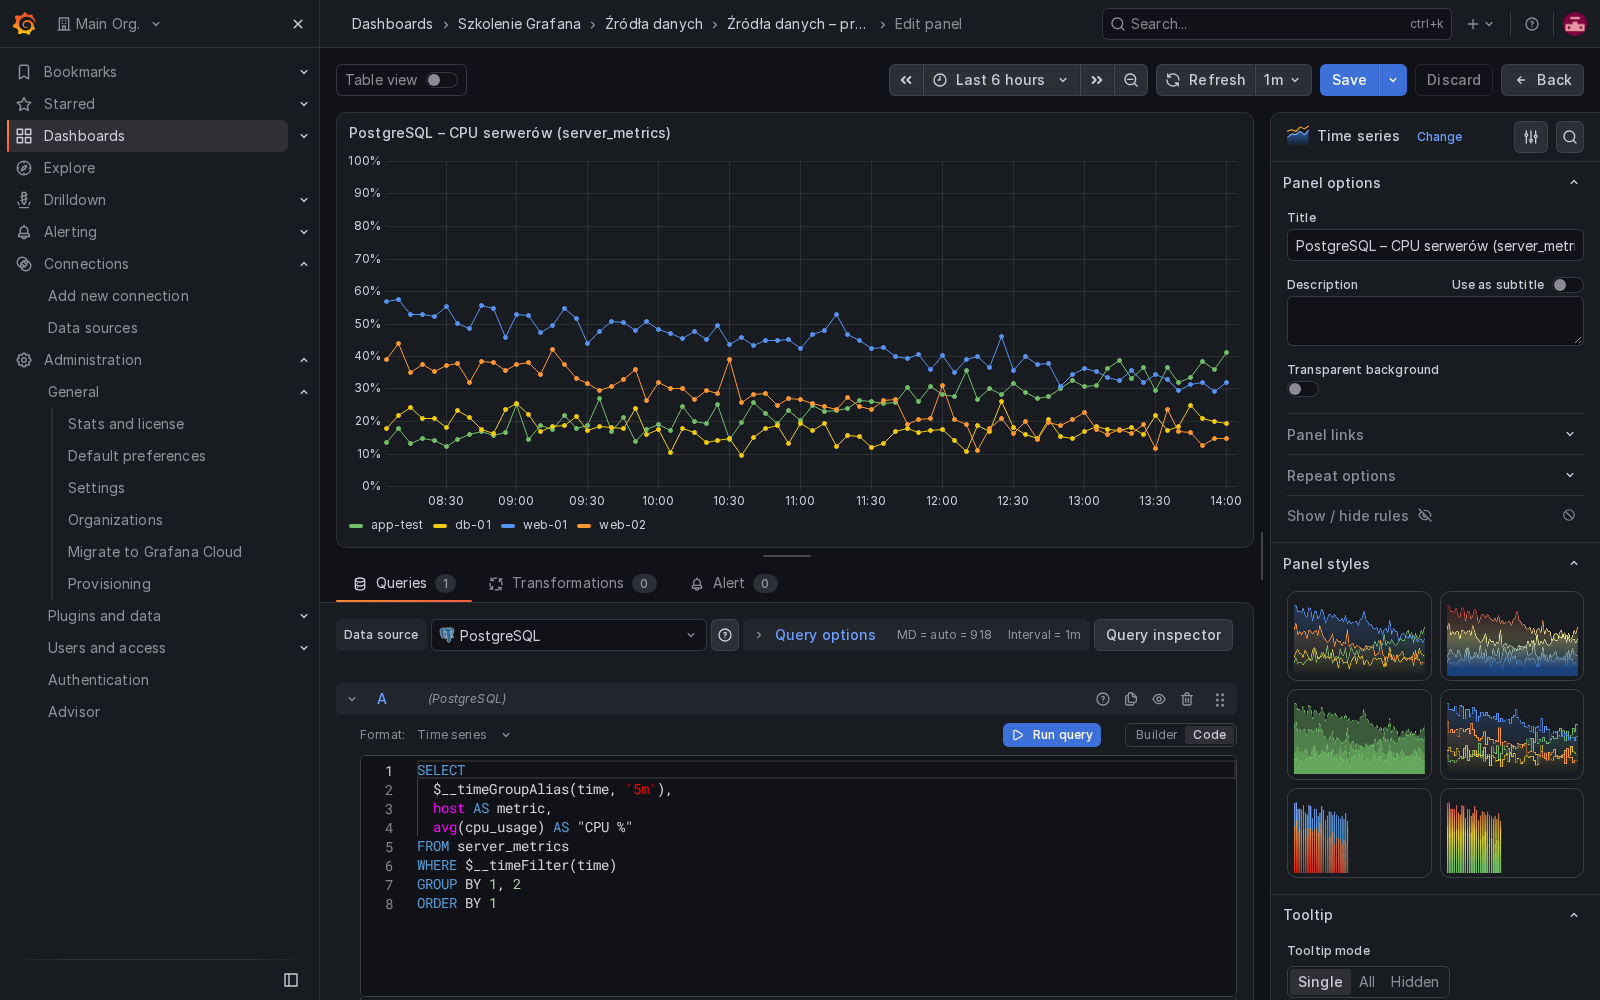 Main Org.
Dashboards > Szkolenie Grafana > Źródła danych > Źródła danych – pr... > Edit panel
Search...
ctrl+k
Bookmarks
Starred
Dashboards
Explore
Drilldown
Alerting
Connections
Add new connection
Data sources
Administration
General
Stats and license
Default preferences
Settings
Organizations
Migrate to Grafana Cloud
Provisioning
Plugins and data
Users and access
Authentication
Advisor
Table view
Last 6 hours
Refresh
1m
Save
Discard
Back
PostgreSQL – CPU serwerów (server_metrics)
100%
90%
80%
70%
60%
50%
40%
30%
20%
10%
0%
08:30 09:00 09:30 10:00 10:30 11:00 11:30 12:00 12:30 13:00 13:30 14:00
app-test db-01 web-01 web-02
Queries 1
Transformations 0
Alert 0
Data source
PostgreSQL
Query options
MD = auto = 918
Interval = 1m
Query inspector
A
(PostgreSQL)
Format: Time series
Run query
Builder
Code
1 SELECT
2 $__timeGroupAlias(time, '5m'),
3 host AS metric,
4 avg(cpu_usage) AS "CPU %"
5 FROM server_metrics
6 WHERE $__timeFilter(time)
7 GROUP BY 1, 2
8 ORDER BY 1
Time series
Change
Panel options
Title
PostgreSQL – CPU serwerów (server_metri
Description
Use as subtitle
Transparent background
Panel links
Repeat options
Show / hide rules
Panel styles
Tooltip
Tooltip mode
Single All Hidden